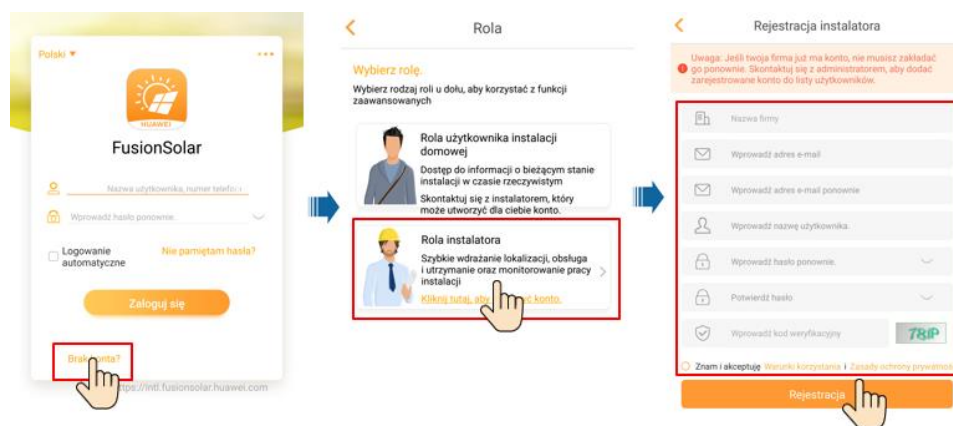 Polski
HUAWEI
FusionSolar
Nazwa użytkownika, numer telefonu
Wprowadź hasło ponownie.
Logowanie
automatyczne
Nie pamiętam hasła?
Zaloguj się
Brak konta?
https://intl.fusionsolar.huawei.com
Rola
Wybierz rolę.
Wybierz rodzaj roli u dołu, aby korzystać z funkcji
zaawansowanych
Rola użytkownika instalacji
domowej
Dostęp do informacji o bieżącym stanie
instalacji w czasie rzeczywistym
Skontaktuj się z instalatorem, który
może utworzyć dla ciebie konto.
Rola instalatora
Szybkie wdrażanie lokalizacji, obsługa
i utrzymanie oraz monitorowanie pracy
instalacji
Kliknij tutaj, aby konto.
Rejestracja instalatora
Uwaga: Jeśli twoja firma już ma konto, nie musisz zakładać
go ponownie. Skontaktuj się z administratorem, aby dodać
zarejestrowane konto do listy użytkowników.
Nazwa firmy
Wprowadź adres e-mail
Wprowadź adres e-mail ponownie
Wprowadź nazwę użytkownika.
Wprowadź hasło ponownie.
Potwierdź hasło
Wprowadź kod weryfikacyjny
Znam i akceptuję Warunki korzystania i Zasady ochrony
Rejestracja